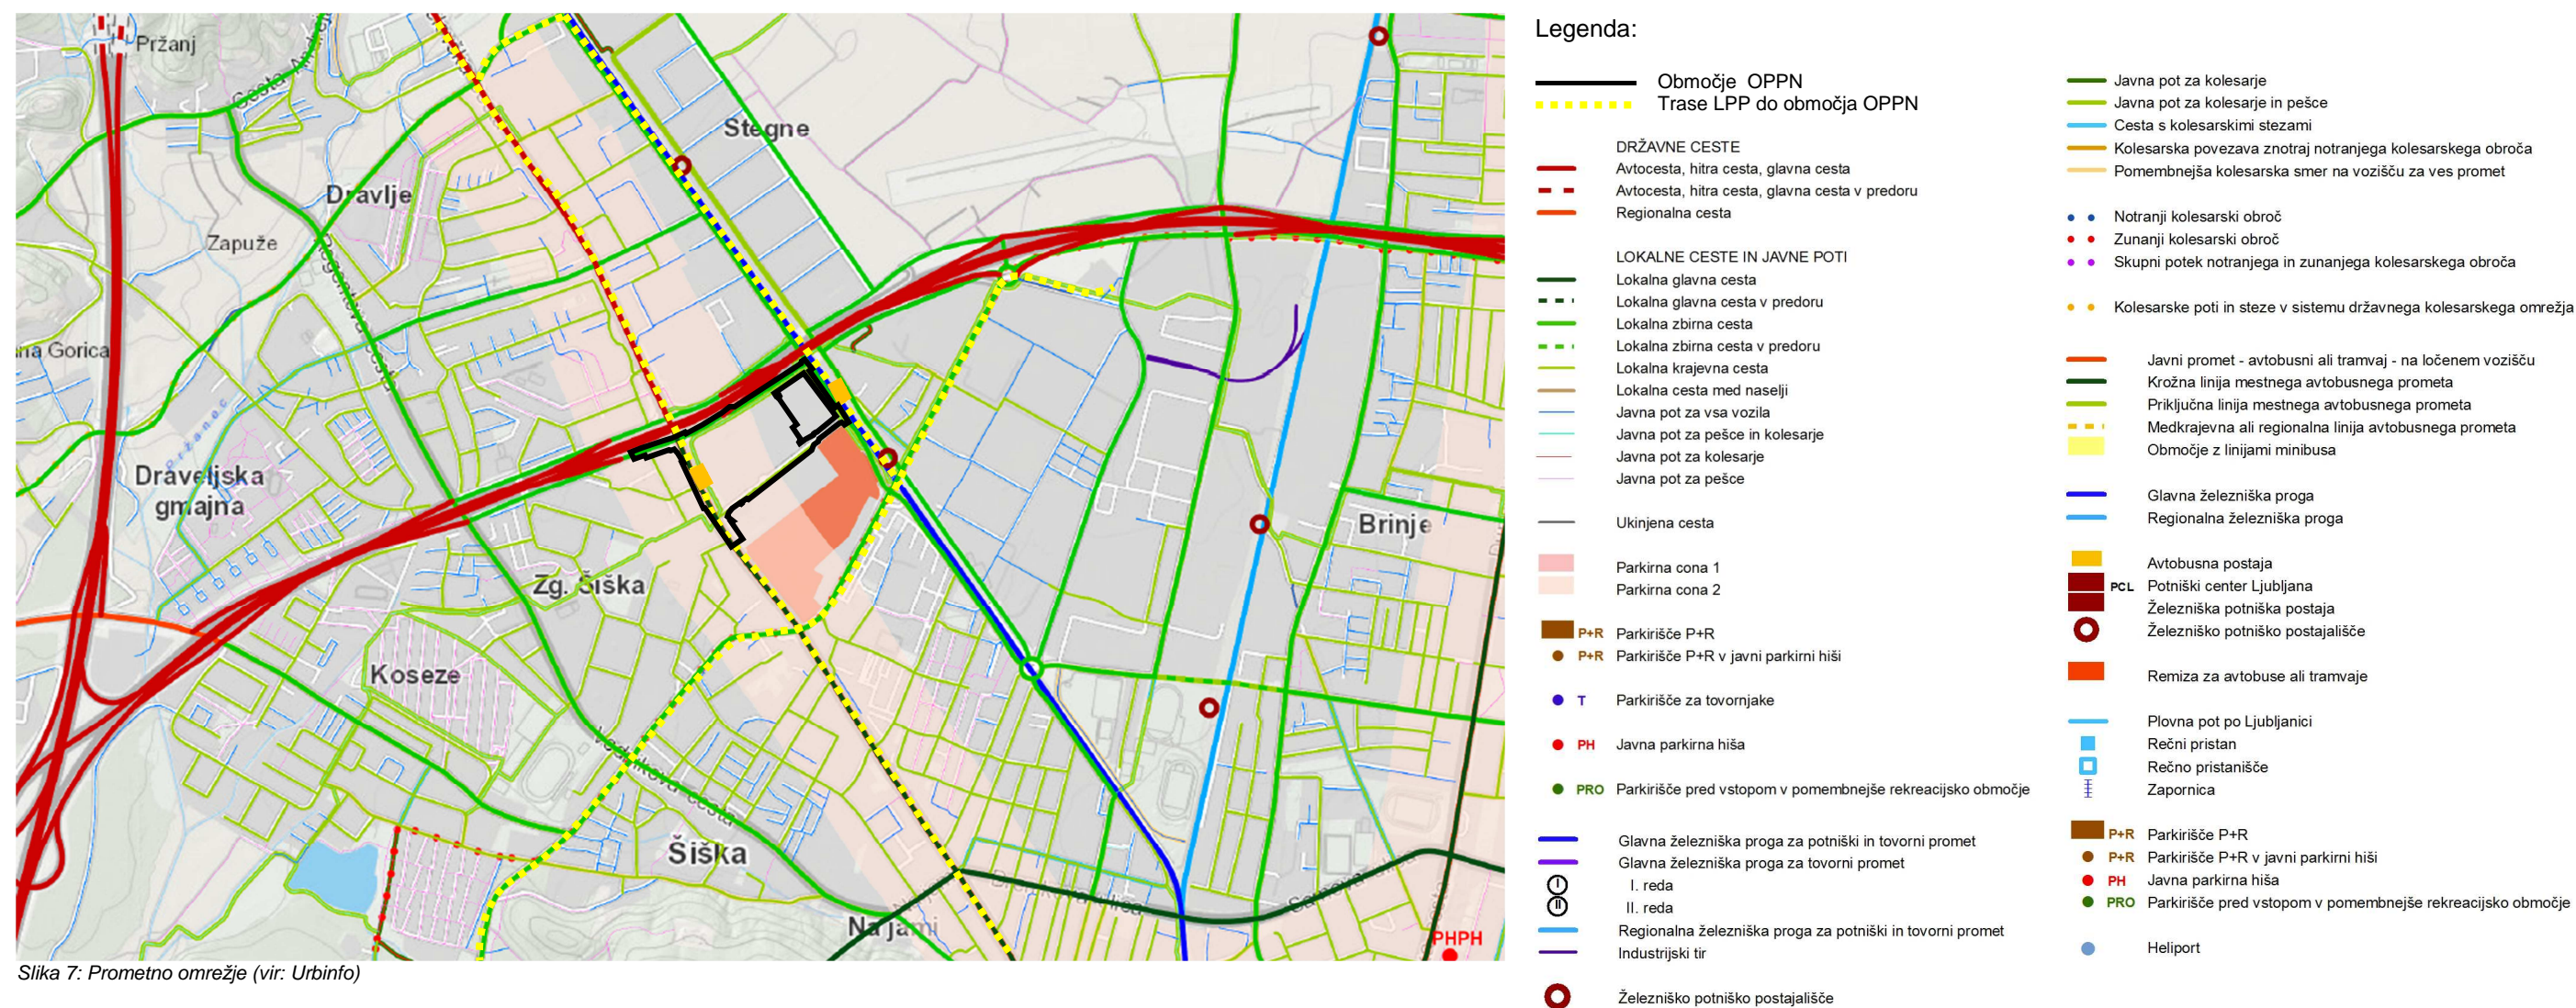 Pržanj
Stegne
Dravlje
Zapuže
Draveljska
gmajna
Zg. Šiška
Brinje
Koseze
Vodnikova cesta
Šiška
Na jami
PHPH
Slika 7: Prometno omrežje (vir: Urbinfo)
Legenda:
Območje OPPN
Trase LPP do območja OPPN
DRŽAVNE CESTE
Avtocesta, hitra cesta, glavna cesta
Avtocesta, hitra cesta, glavna cesta v predoru
Regionalna cesta
LOKALNE CESTE IN JAVNE POTI
Lokalna glavna cesta
Lokalna glavna cesta v predoru
Lokalna zbirna cesta
Lokalna zbirna cesta v predoru
Lokalna krajevna cesta
Lokalna cesta med naselji
Javna pot za vsa vozila
Javna pot za pešce in kolesarje
Javna pot za kolesarje
Javna pot za pešce
Ukinjena cesta
Parkirna cona 1
Parkirna cona 2
P+R Parkirišče P+R
P+R Parkirišče P+R v javni parkirni hiši
T Parkirišče za tovornjake
PH Javna parkirna hiša
PRO Parkirišče pred vstopom v pomembnejše rekreacijsko območje
Glavna železniška proga za potniški in tovorni promet
Glavna železniška proga za tovorni promet
I I. reda
II II. reda
Regionalna železniška proga za potniški in tovorni promet
Industrijski tir
Železniško potniško postajališče
Javna pot za kolesarje
Javna pot za kolesarje in pešce
Cesta s kolesarskimi stezami
Kolesarska povezava znotraj notranjega kolesarskega obroča
Pomembnejša kolesarska smer na vozišču za ves promet
Notranji kolesarski obroč
Zunanji kolesarski obroč
Skupni potek notranjega in zunanjega kolesarskega obroča
Kolesarske poti in steze v sistemu državnega kolesarskega omrežja
Javni promet - avtobusni ali tramvaj - na ločenem vozišču
Krožna linija mestnega avtobusnega prometa
Priključna linija mestnega avtobusnega prometa
Medkrajevna ali regionalna linija avtobusnega prometa
Območje z linijami minibusa
Glavna železniška proga
Regionalna železniška proga
Avtobusna postaja
PCL Potniški center Ljubljana
Železniška potniška postaja
Železniško potniško postajališče
Remiza za avtobuse ali tramvaje
Plovna pot po Ljubljanici
Rečni pristan
Rečno pristanišče
Zapornica
P+R Parkirišče P+R
P+R Parkirišče P+R v javni parkirni hiši
PH Javna parkirna hiša
PRO Parkirišče pred vstopom v pomembnejše rekreacijsko območje
Heliport